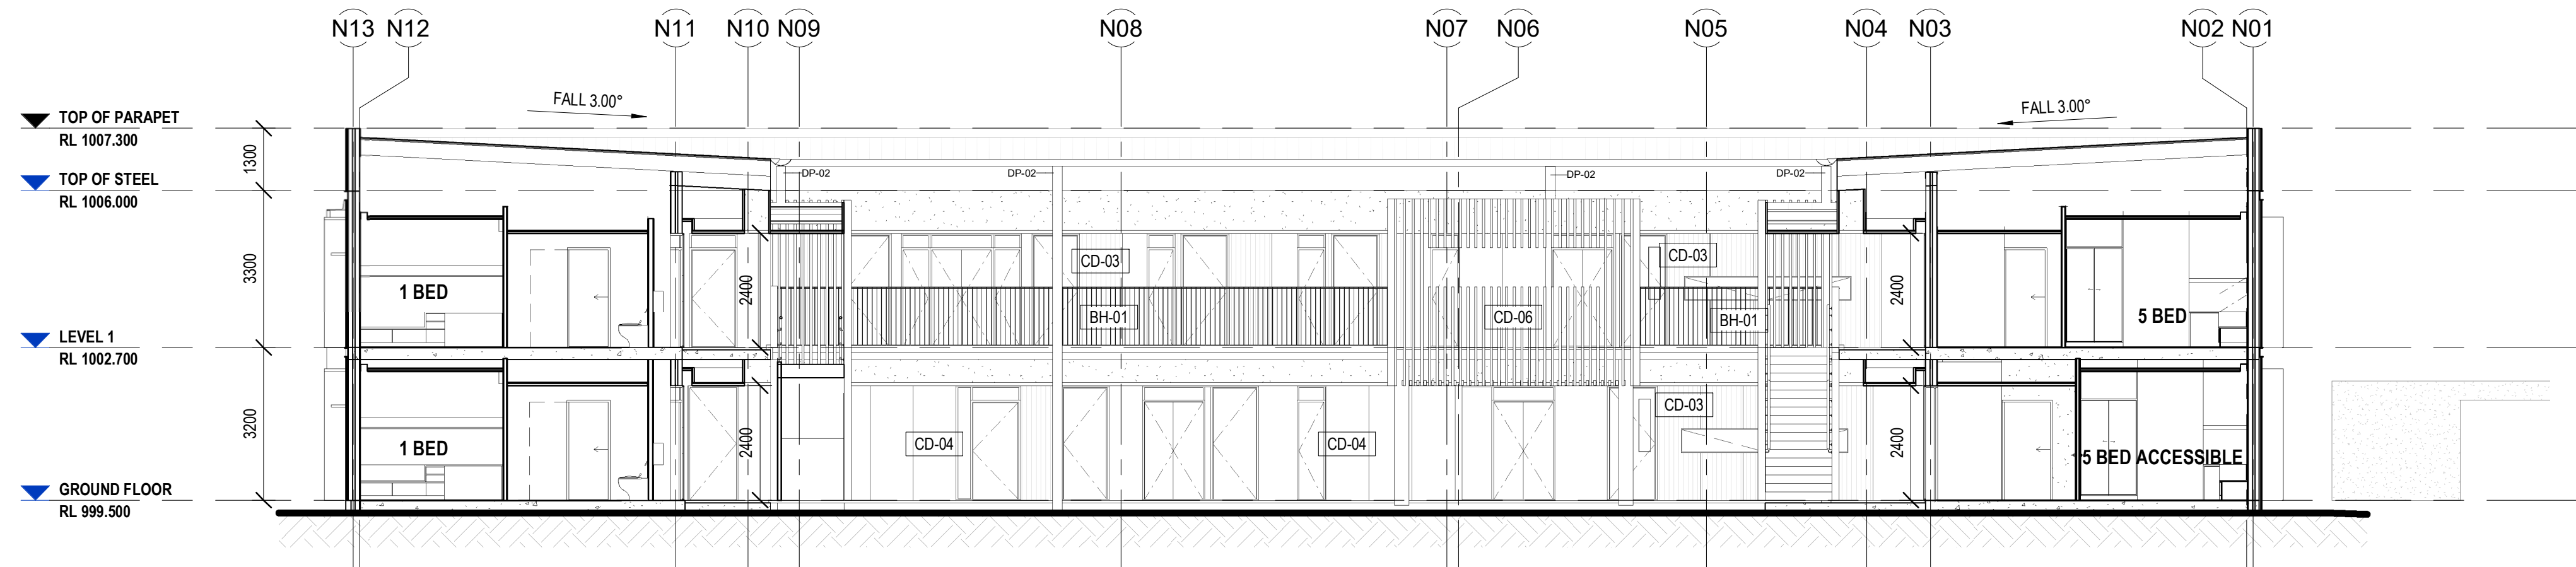 N13 N12 N11 N10 N09 N08 N07 N06 N05 N04 N03 N02 N01
FALL 3.00°
FALL 3.00°
TOP OF PARAPET
RL 1007.300
1300
DP-02
DP-02
DP-02
DP-02
TOP OF STEEL
RL 1006.000
3300
CD-03
CD-03
1 BED
2400
2400
BH-01
CD-06
BH-01
5 BED
LEVEL 1
RL 1002.700
3200
CD-03
1 BED
2400
CD-04
CD-04
2400
5 BED ACCESSIBLE
GROUND FLOOR
RL 999.500